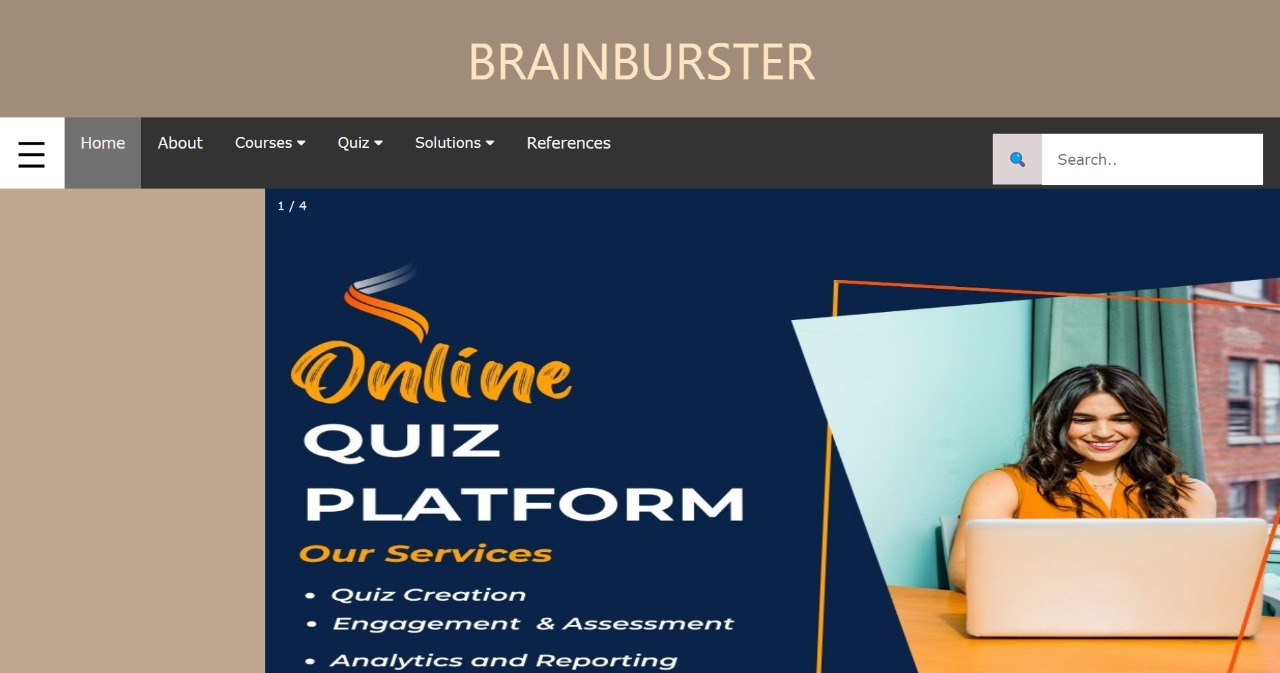 BRAINBURSTER
☰ Home About Courses Quiz Solutions References Search..
1 / 4
Online
QUIZ
PLATFORM
Our Services
• Quiz Creation
• Engagement & Assessment
• Analytics and Reporting